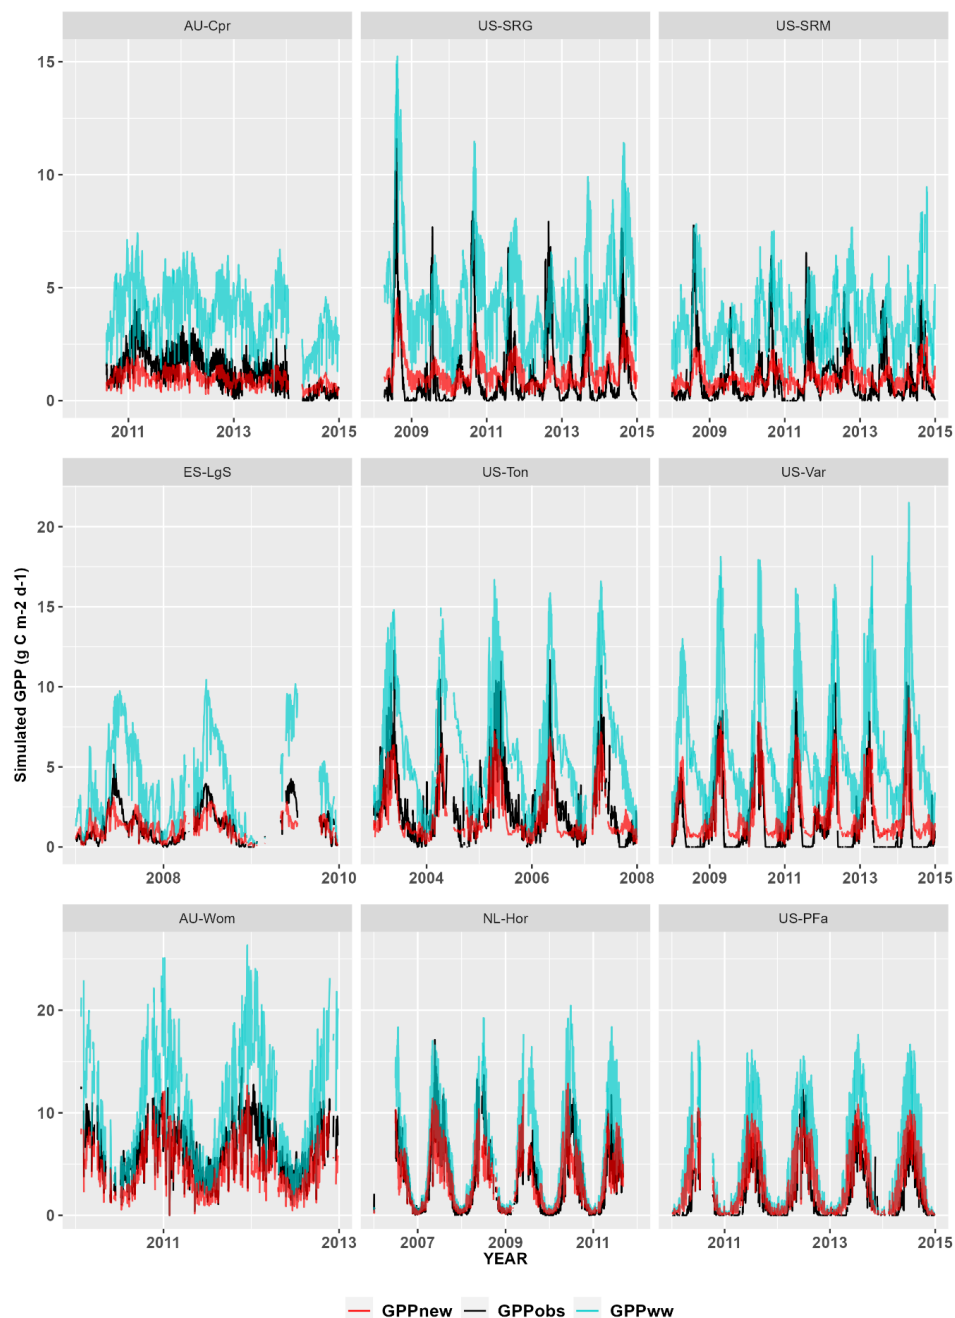 AU-Cpr US-SRG US-SRM
15
10
5
0
2011 2013 2015 2009 2011 2013 2015 2009 2011 2013 2015
ES-LgS US-Ton US-Var
20
15
10
5
0
2008 2010 2004 2006 2008 2009 2011 2013 2015
Simulated GPP (g C m-2 d-1)
AU-Wom NL-Hor US-PFa
20
10
0
2011 2013 2007 2009 2011 2011 2013 2015
YEAR
GPPnew GPPobs GPPww